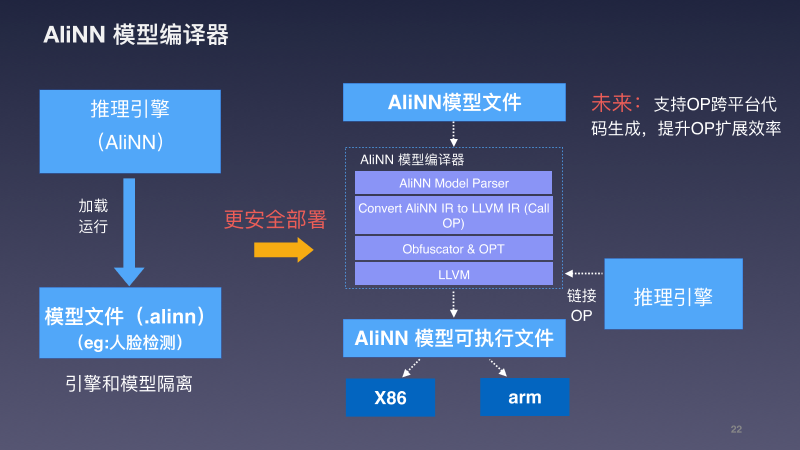 AliNN 模型编译器
推理引擎
（AliNN）
加载
运行
模型文件（.alinn）
（eg:人脸检测）
引擎和模型隔离
更安全部署
AliNN模型文件
AliNN 模型编译器
AliNN Model Parser
Convert AliNN IR to LLVM IR (Call
OP)
Obfuscator & OPT
LLVM
AliNN 模型可执行文件
X86
arm
未来：支持OP跨平台代
码生成，提升OP扩展效率
链接
OP
推理引擎
22